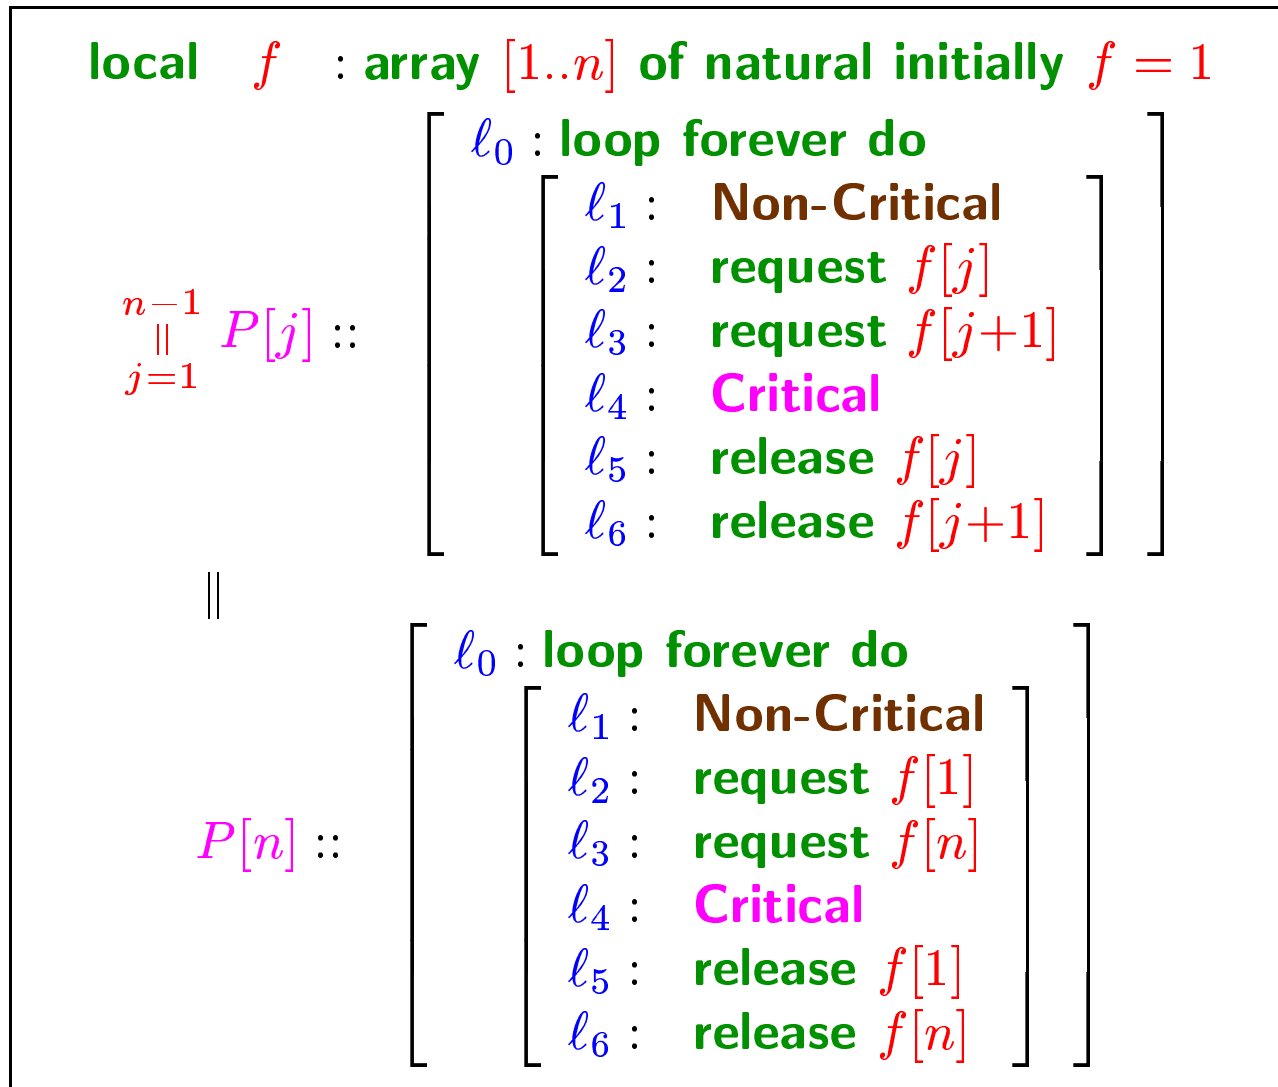 local f : array [1..n] of natural initially f = 1
ℓ0 : loop forever do
ℓ1 : Non-Critical
ℓ2 : request f[j]
n−1
|| P[j] :: ℓ3 : request f[j+1]
j=1
ℓ4 : Critical
ℓ5 : release f[j]
ℓ6 : release f[j+1]
||
ℓ0 : loop forever do
ℓ1 : Non-Critical
ℓ2 : request f[1]
P[n] :: ℓ3 : request f[n]
ℓ4 : Critical
ℓ5 : release f[1]
ℓ6 : release f[n]